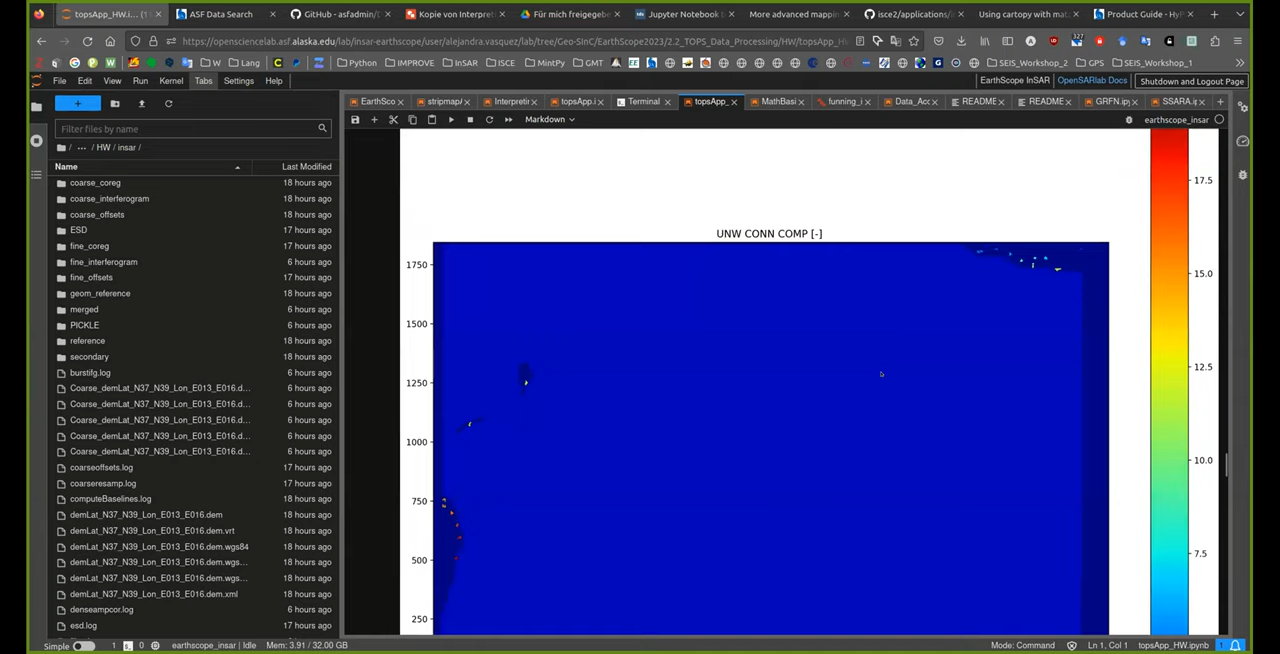 topsApp_HW.i… (1
ASF Data Search
GitHub - asfadmin/
Kopie von Interpret
Für mich freigegebe
Jupyter Notebook b
More advanced mappin
isce2/applications/
Using cartopy with mat
Product Guide - HyP
https://opensciencelab.asf.alaska.edu/lab/insar-earthscope/user/alejandra.vasquez/lab/tree/Geo-SInC/EarthScope2023/2.2_TOPS_Data_Processing/HW/topsApp_H
327
W
Lang
Python
IMPROVE
InSAR
ISCE
MintPy
GMT
SEIS_Workshop_2
GPS
SEIS_Workshop_1
File Edit View Run Kernel Tabs Settings Help
EarthScope InSAR
OpenSARlab Docs
Shutdown and Logout Page
EarthSco
stripmapA
Interpretin
topsApp.i
Terminal
topsApp_
MathBasi
funning_i
Data_Acc
README
README
GRFN.ipy
SSARA.i
Filter files by name
Markdown
earthscope_insar
/ … / HW / insar /
Name Last Modified
coarse_coreg 18 hours ago
coarse_interferogram 18 hours ago
coarse_offsets 18 hours ago
ESD 17 hours ago
fine_coreg 17 hours ago
fine_interferogram 6 hours ago
fine_offsets 17 hours ago
geom_reference 18 hours ago
merged 6 hours ago
PICKLE 6 hours ago
reference 6 hours ago
secondary 18 hours ago
burstifg.log 6 hours ago
Coarse_demLat_N37_N39_Lon_E013_E016.d… 6 hours ago
Coarse_demLat_N37_N39_Lon_E013_E016.d… 6 hours ago
Coarse_demLat_N37_N39_Lon_E013_E016.d… 6 hours ago
Coarse_demLat_N37_N39_Lon_E013_E016.d… 6 hours ago
Coarse_demLat_N37_N39_Lon_E013_E016.d… 6 hours ago
coarseoffsets.log 17 hours ago
coarseresamp.log 17 hours ago
computeBaselines.log 18 hours ago
demLat_N37_N39_Lon_E013_E016.dem 18 hours ago
demLat_N37_N39_Lon_E013_E016.dem.vrt 18 hours ago
demLat_N37_N39_Lon_E013_E016.dem.wgs84 18 hours ago
demLat_N37_N39_Lon_E013_E016.dem.wgs… 18 hours ago
demLat_N37_N39_Lon_E013_E016.dem.wgs… 18 hours ago
demLat_N37_N39_Lon_E013_E016.dem.xml 18 hours ago
denseampcor.log 6 hours ago
esd.log 17 hours ago
UNW CONN COMP [-]
1750
1500
1250
1000
750
500
250
17.5
15.0
12.5
10.0
7.5
Simple
1
0
earthscope_insar | Idle
Mem: 3.91 / 32.00 GB
Mode: Command
Ln 1, Col 1
topsApp_HW.ipynb
1